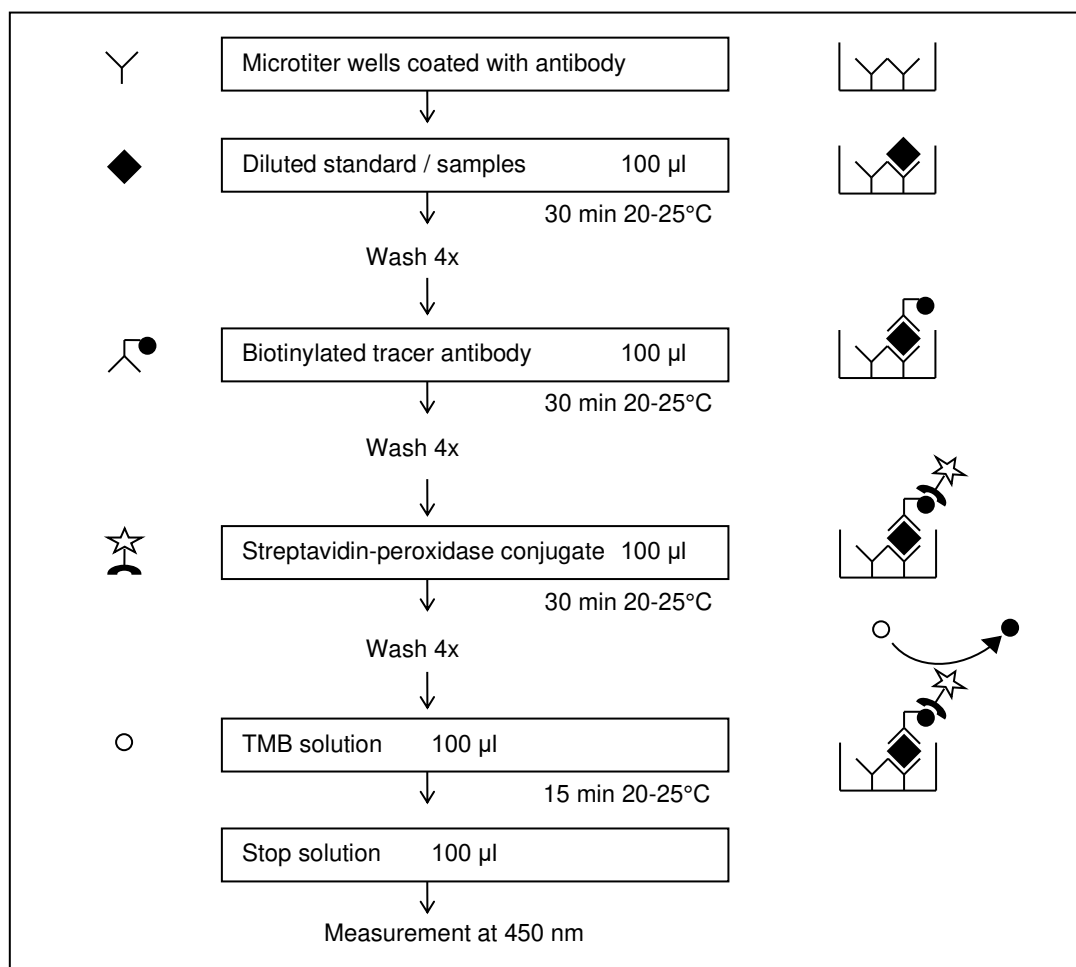 Microtiter wells coated with antibody
Diluted standard / samples 100 µl
30 min 20-25°C
Wash 4x
Biotinylated tracer antibody 100 µl
30 min 20-25°C
Wash 4x
Streptavidin-peroxidase conjugate 100 µl
30 min 20-25°C
Wash 4x
TMB solution 100 µl
15 min 20-25°C
Stop solution 100 µl
Measurement at 450 nm